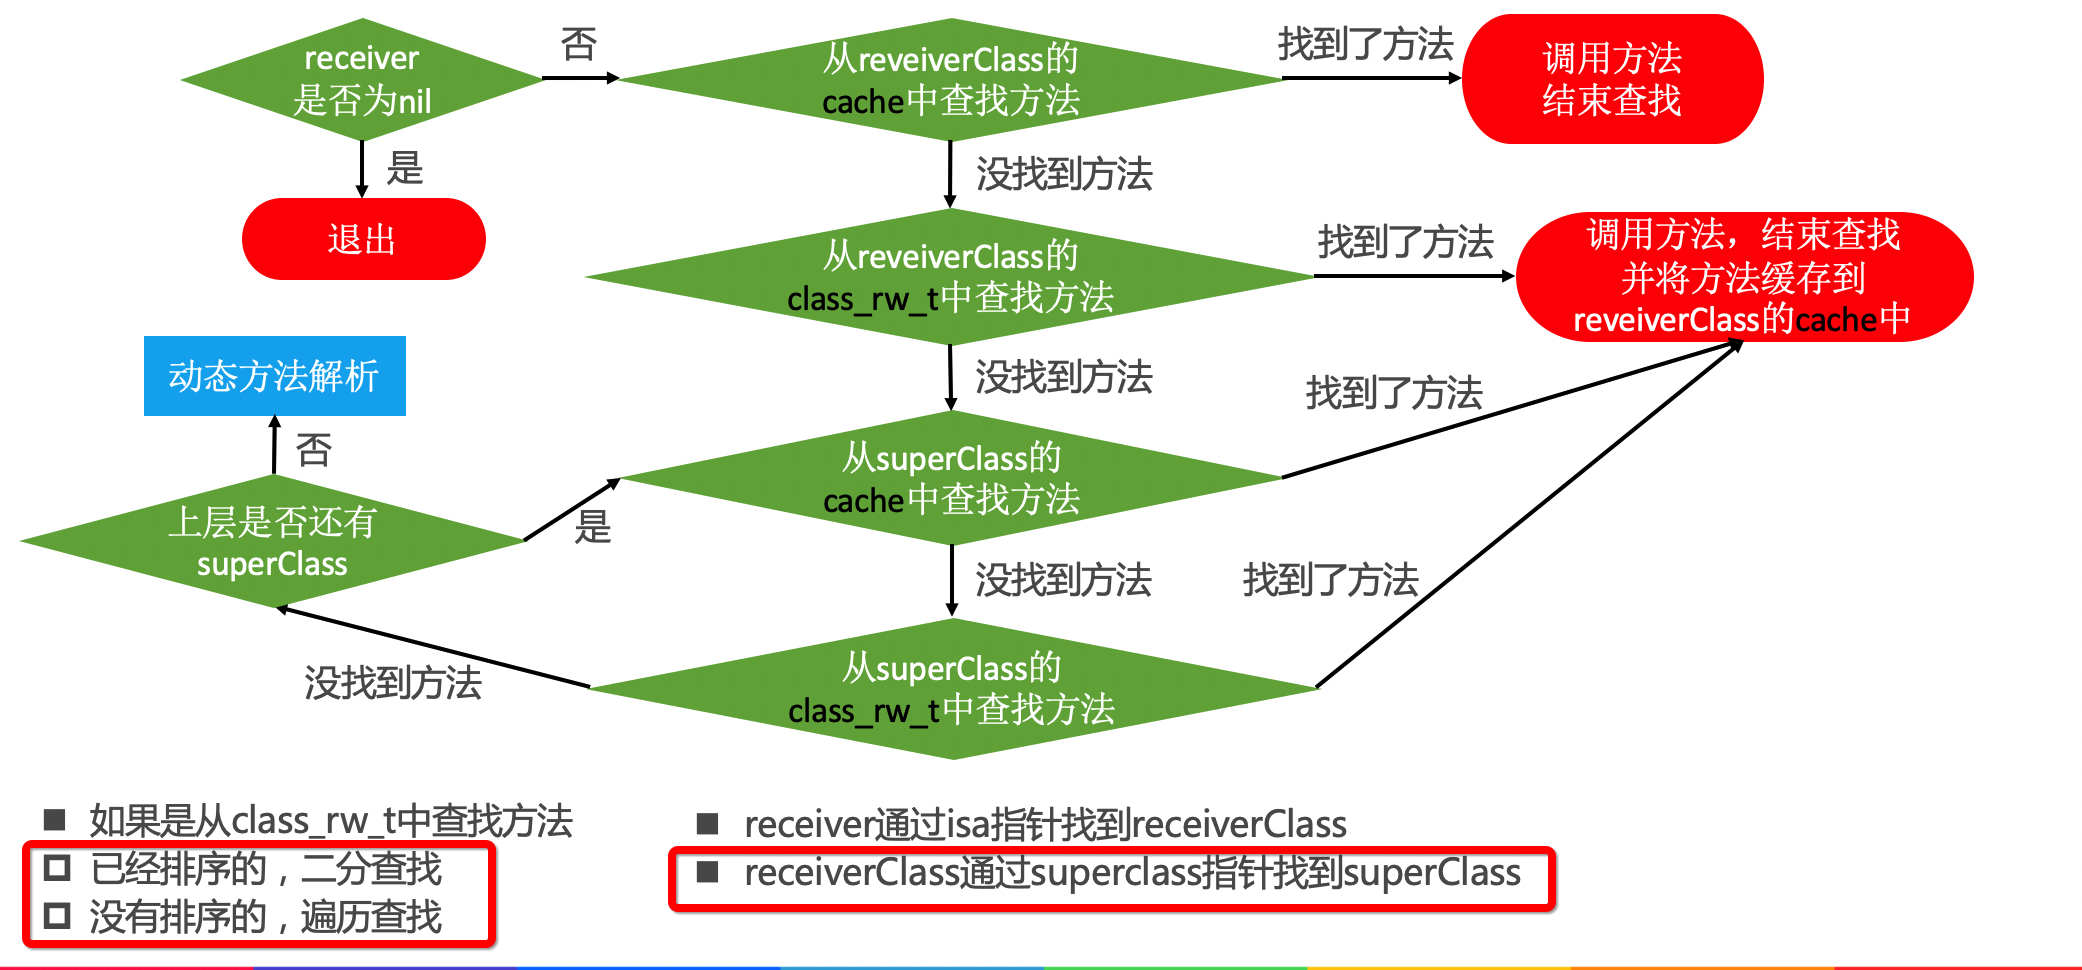 receiver
是否为nil
否
从reveiverClass的
cache中查找方法
找到了方法
调用方法
结束查找
是
退出
没找到方法
从reveiverClass的
class_rw_t中查找方法
找到了方法
调用方法，结束查找
并将方法缓存到
reveiverClass的cache中
没找到方法
动态方法解析
否
从superClass的
cache中查找方法
找到了方法
上层是否还有
superClass
是
没找到方法
找到了方法
从superClass的
class_rw_t中查找方法
没找到方法
如果是从class_rw_t中查找方法
已经排序的，二分查找
没有排序的，遍历查找
receiver通过isa指针找到receiverClass
receiverClass通过superclass指针找到superClass